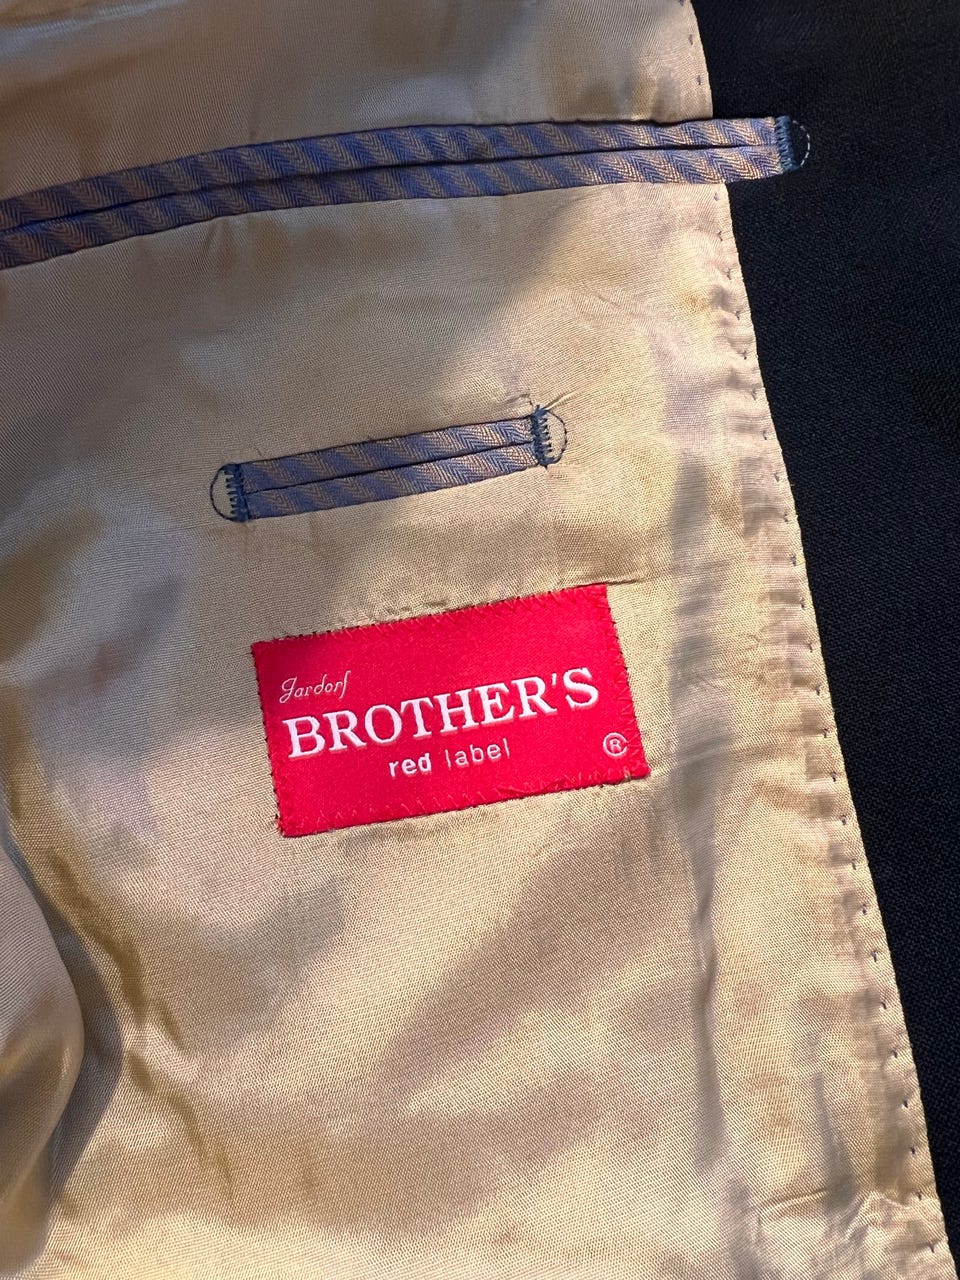 Jardorf
BROTHER'S
red label
®